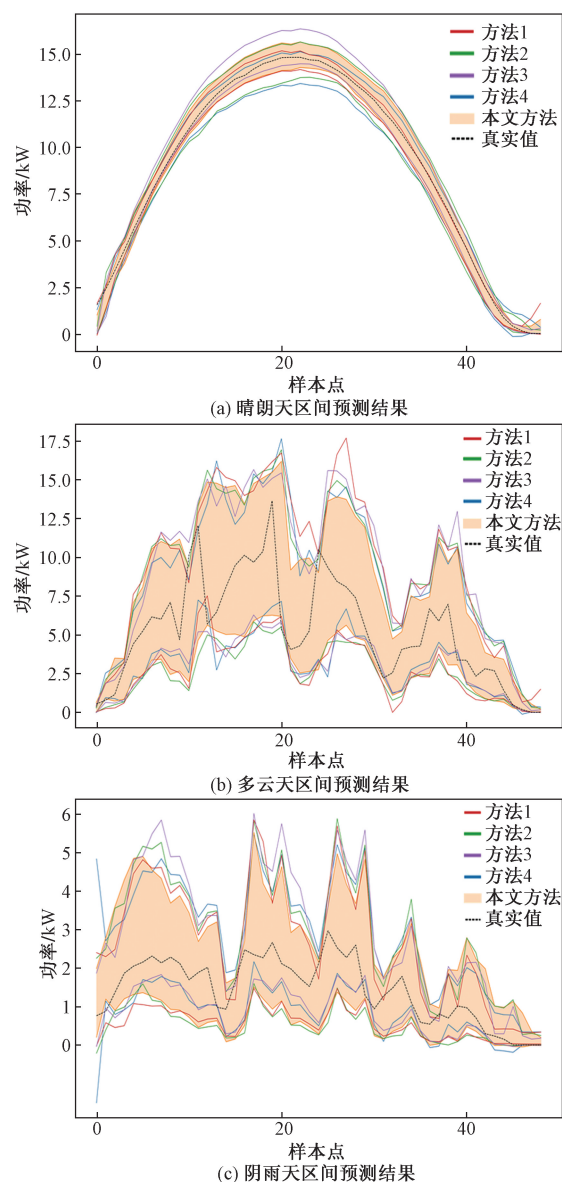 方法1
方法2
方法3
方法4
本文方法
真实值
15.0
12.5
10.0
7.5
5.0
2.5
0
功率/kW
0 20 40
样本点
(a) 晴朗天区间预测结果
17.5
15.0
12.5
10.0
7.5
5.0
2.5
0
功率/kW
方法1
方法2
方法3
方法4
本文方法
真实值
0 20 40
样本点
(b) 多云天区间预测结果
6
5
4
3
2
1
0
功率/kW
方法1
方法2
方法3
方法4
本文方法
真实值
0 20 40
样本点
(c) 阴雨天区间预测结果